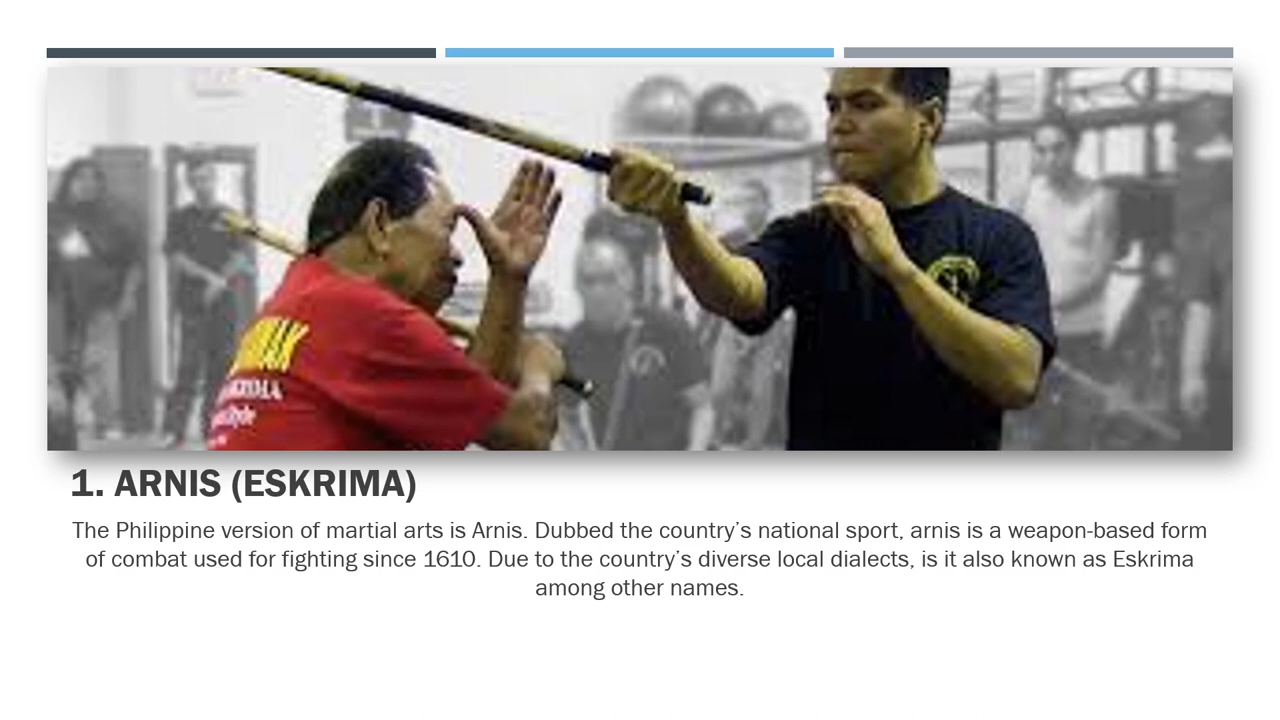 1. ARNIS (ESKRIMA)
The Philippine version of martial arts is Arnis. Dubbed the country’s national sport, arnis is a weapon-based form
of combat used for fighting since 1610. Due to the country’s diverse local dialects, is it also known as Eskrima
among other names.